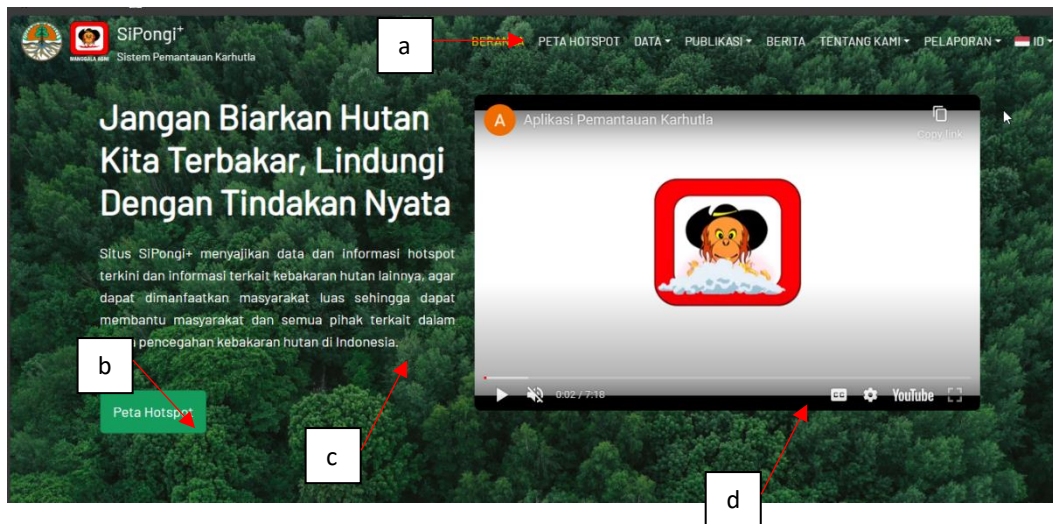 SiPongi+
Sistem Pemantauan Karhutla
MANGGALA AGNI
a
BERANDA PETA HOTSPOT DATA PUBLIKASI BERITA TENTANG KAMI PELAPORAN ID
Jangan Biarkan Hutan
Kita Terbakar, Lindungi
Dengan Tindakan Nyata
Situs SiPongi+ menyajikan data dan informasi hotspot
terkini dan informasi terkait kebakaran hutan lainnya, agar
dapat dimanfaatkan masyarakat luas sehingga dapat
membantu masyarakat dan semua pihak terkait dalam
pencegahan kebakaran hutan di Indonesia.
b
Peta Hotspot
c
A Aplikasi Pemantauan Karhutla
Copy link
0:02 / 7:18
CC
YouTube
d